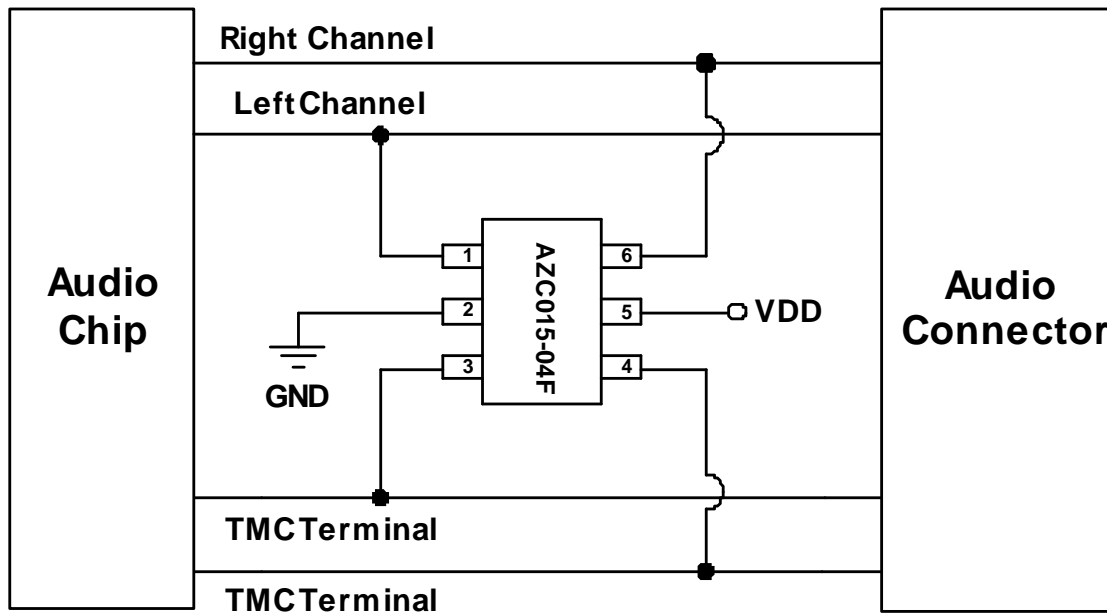 Right Channel
Left Channel
Audio
Chip
1
2
3
AZC015-04F
6
5
4
VDD
GND
Audio
Connector
TMC Terminal
TMC Terminal